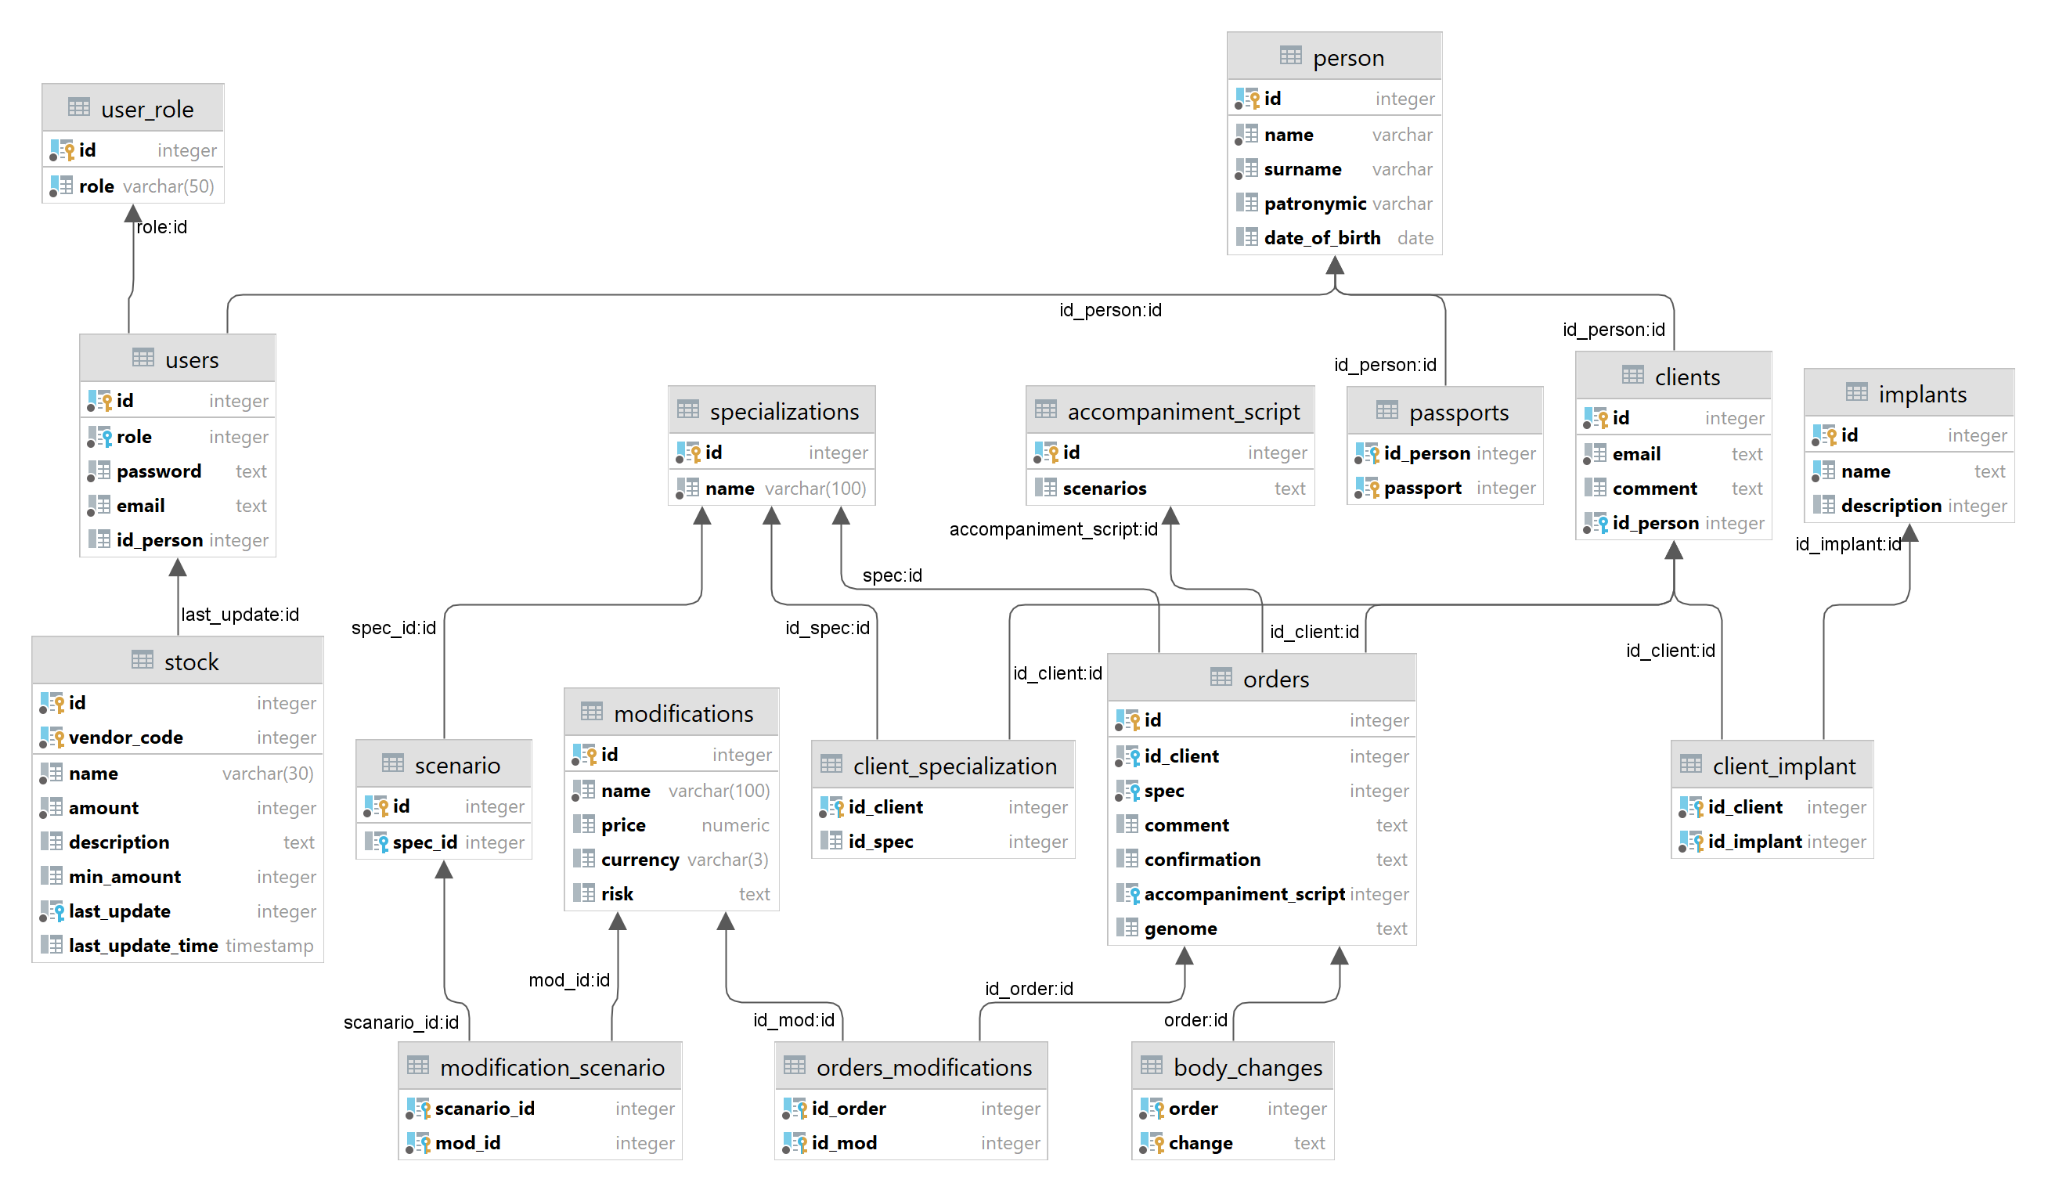 person
id integer
name varchar
surname varchar
patronymic varchar
date_of_birth date
user_role
id integer
role varchar(50)
role:id
id_person:id
id_person:id
id_person:id
users
id integer
role integer
password text
email text
id_person integer
specializations
id integer
name varchar(100)
accompaniment_script
id integer
scenarios text
passports
id_person integer
passport integer
clients
id integer
email text
comment text
id_person integer
implants
id integer
name text
description integer
last_update:id
spec_id:id
id_spec:id
spec:id
accompaniment_script:id
id_client:id
id_client:id
id_client:id
id_implant:id
stock
id integer
vendor_code integer
name varchar(30)
amount integer
description text
min_amount integer
last_update integer
last_update_time timestamp
scenario
id integer
spec_id integer
modifications
id integer
name varchar(100)
price numeric
currency varchar(3)
risk text
client_specialization
id_client integer
id_spec integer
orders
id integer
id_client integer
spec integer
comment text
confirmation text
accompaniment_script integer
genome text
client_implant
id_client integer
id_implant integer
scanario_id:id
mod_id:id
id_mod:id
id_order:id
order:id
modification_scenario
scanario_id integer
mod_id integer
orders_modifications
id_order integer
id_mod integer
body_changes
order integer
change text